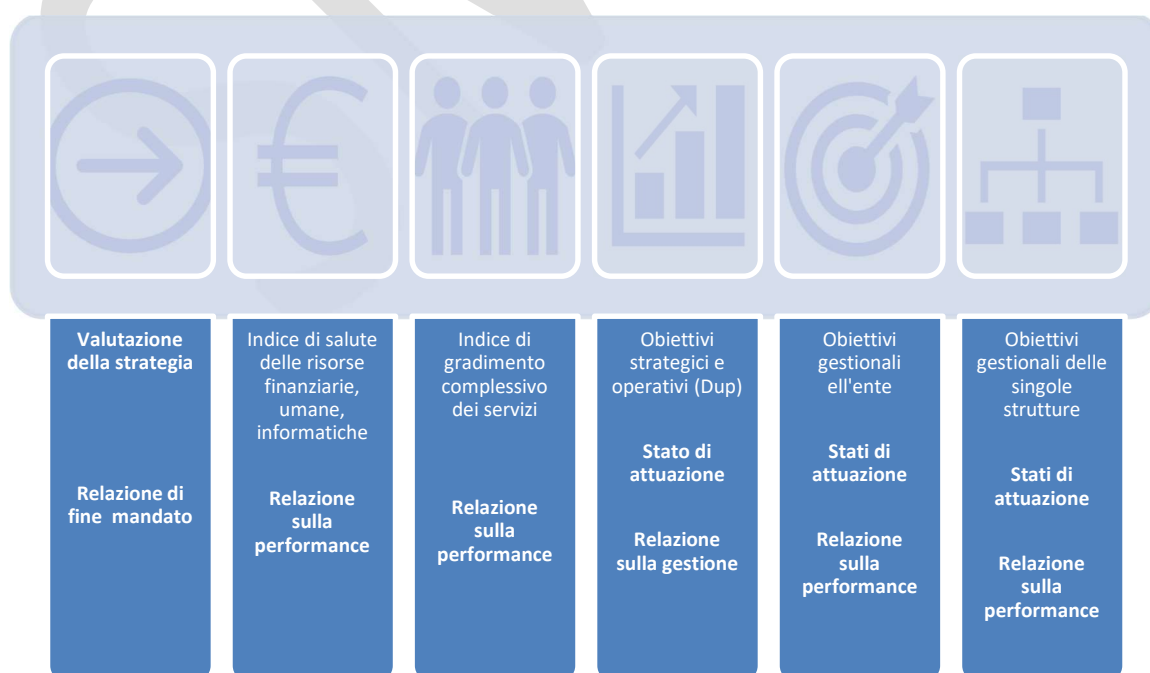 Valutazione
della strategia
Relazione di
fine mandato
Indice di salute
delle risorse
finanziarie,
umane,
informatiche
Relazione
sulla
performance
Indice di
gradimento
complessivo
dei servizi
Relazione
sulla
performance
Obiettivi
strategici e
operativi (Dup)
Stato di
attuazione
Relazione
sulla gestione
Obiettivi
gestionali
ell'ente
Stati di
attuazione
Relazione
sulla
performance
Obiettivi
gestionali delle
singole
strutture
Stati di
attuazione
Relazione
sulla
performance